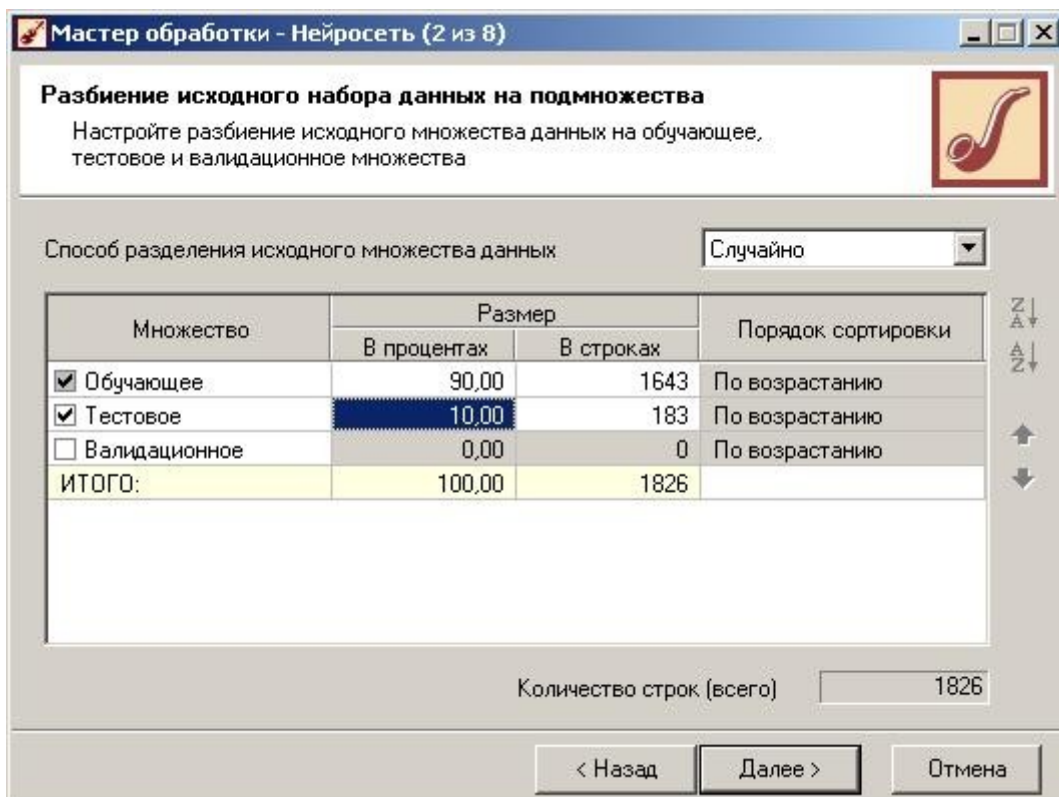 Мастер обработки - Нейросеть (2 из 8)
Разбиение исходного набора данных на подмножества
Настройте разбиение исходного множества данных на обучающее,
тестовое и валидационное множества
Способ разделения исходного множества данных Случайно
Множество Размер Порядок сортировки
В процентах В строках
Обучающее 90,00 1643 По возрастанию
Тестовое 10,00 183 По возрастанию
Валидационное 0,00 0 По возрастанию
ИТОГО: 100,00 1826
Количество строк (всего) 1826
< Назад Далее > Отмена
Z A
A Z